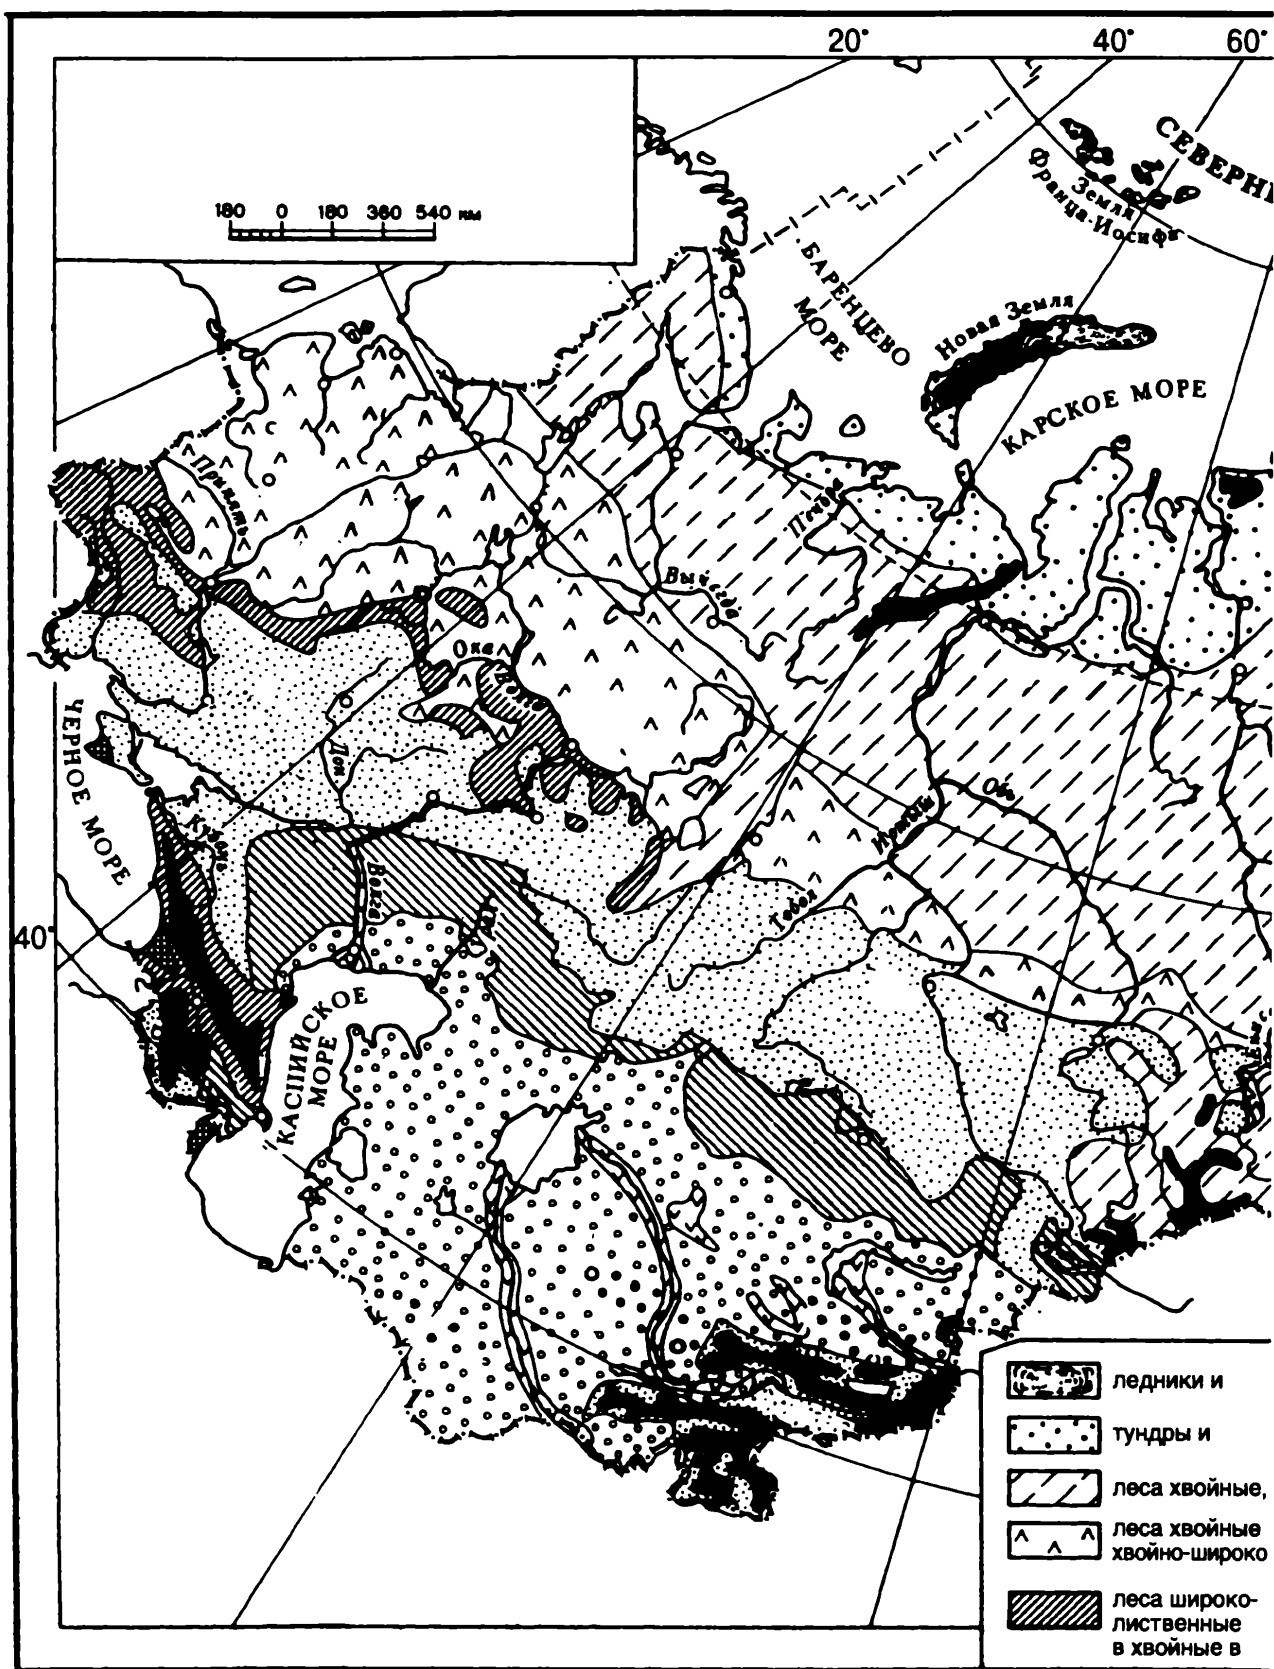 20° 40° 60°
СЕВЕРН
Земля
Франца-Иосифа
180 0 180 360 540 км
БАРЕНЦЕВО
МОРЕ
Новая Земля
КАРСКОЕ МОРЕ
Припять
Печора
Вычегда
Ока
Волга
ЧЕРНОЕ МОРЕ
Дон
Обь
Иртыш
Кубань
Волга
Урал
Тобол
40°
КАСПИЙСКОЕ
МОРЕ
ледники и
тундры и
леса хвойные,
леса хвойные
хвойно-широко
леса широко-
лиственные
в хвойные в